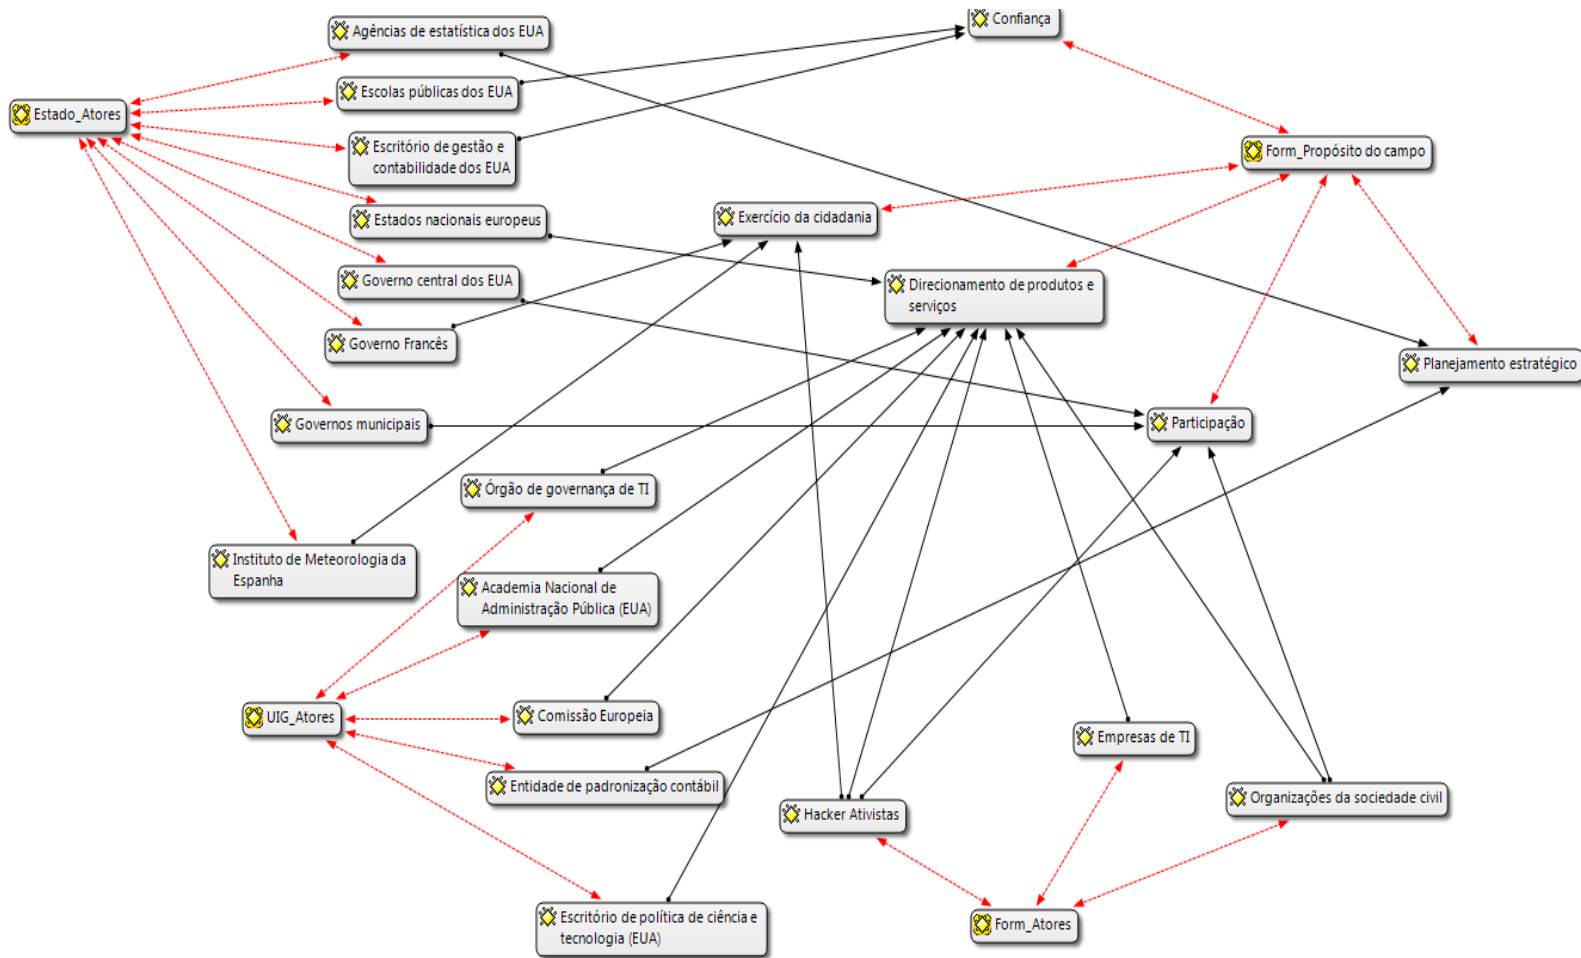 Confiança
Agências de estatística dos EUA
Escolas públicas dos EUA
Estado_Atores
Escritório de gestão e
contabilidade dos EUA
Form_Propósito do campo
Estados nacionais europeus
Exercício da cidadania
Governo central dos EUA
Direcionamento de produtos e
serviços
Governo Francês
Planejamento estratégico
Governos municipais
Participação
Órgão de governança de TI
Instituto de Meteorologia da
Espanha
Academia Nacional de
Administração Pública (EUA)
UIG_Atores
Comissão Europeia
Empresas de TI
Entidade de padronização contábil
Hacker Ativistas
Organizações da sociedade civil
Escritório de política de ciência e
tecnologia (EUA)
Form_Atores